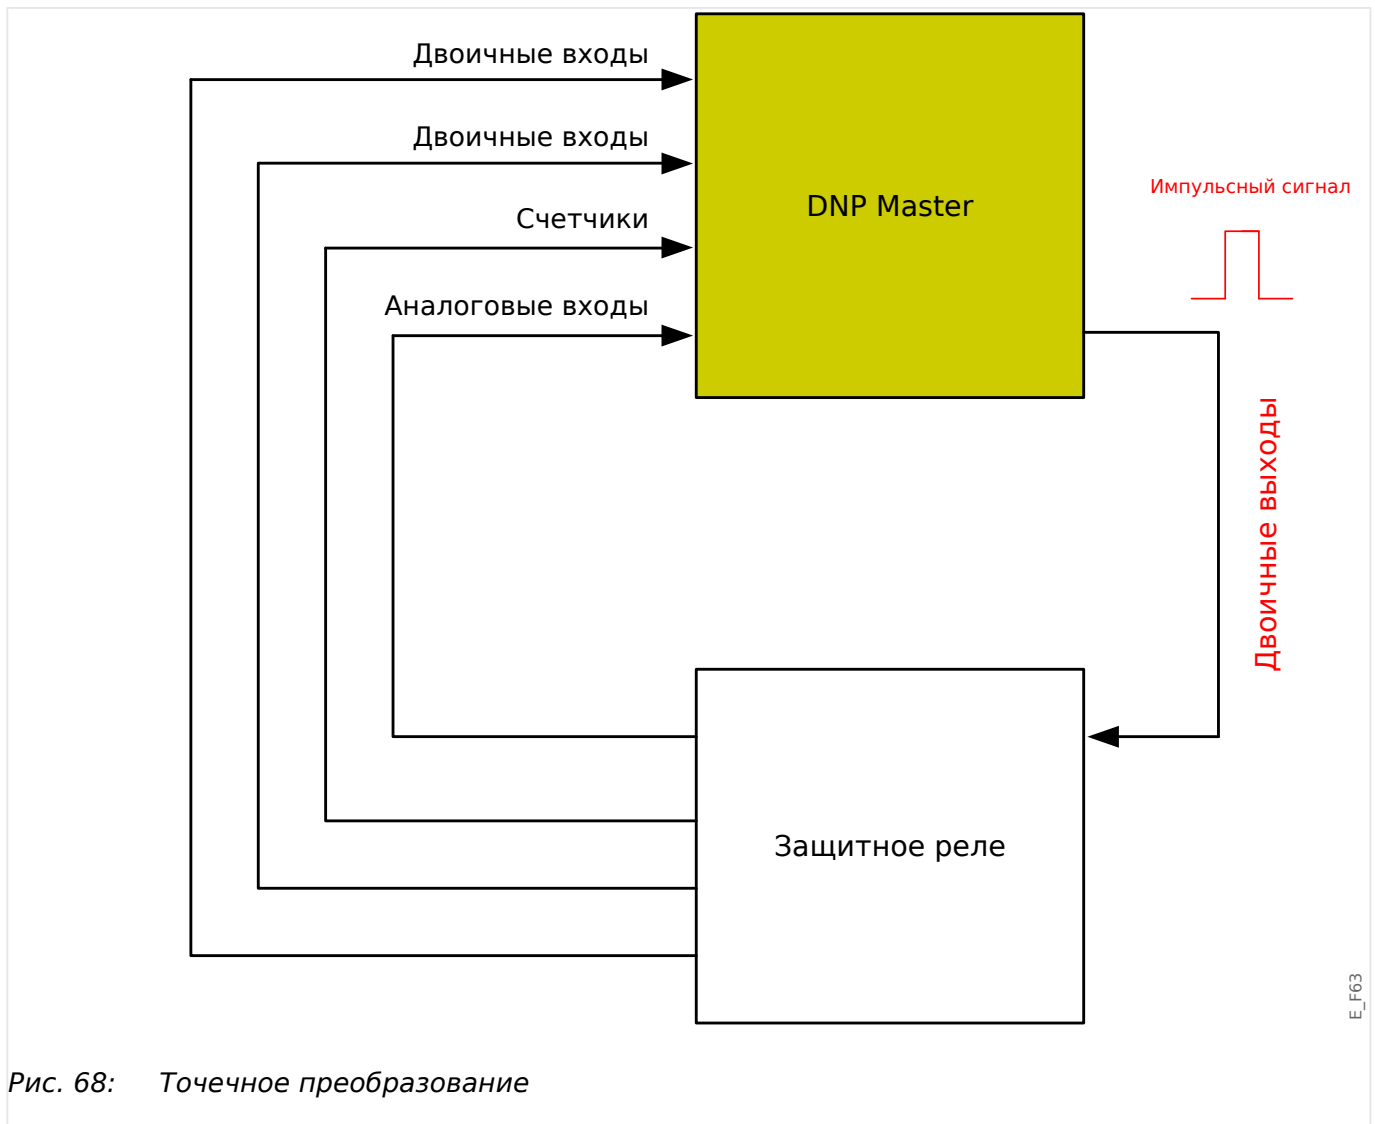 Двоичные входы
Двоичные входы
Счетчики
Аналоговые входы
DNP Master
Импульсный сигнал
Двоичные выходы
Защитное реле
E_F63
Рис. 68: Точечное преобразование